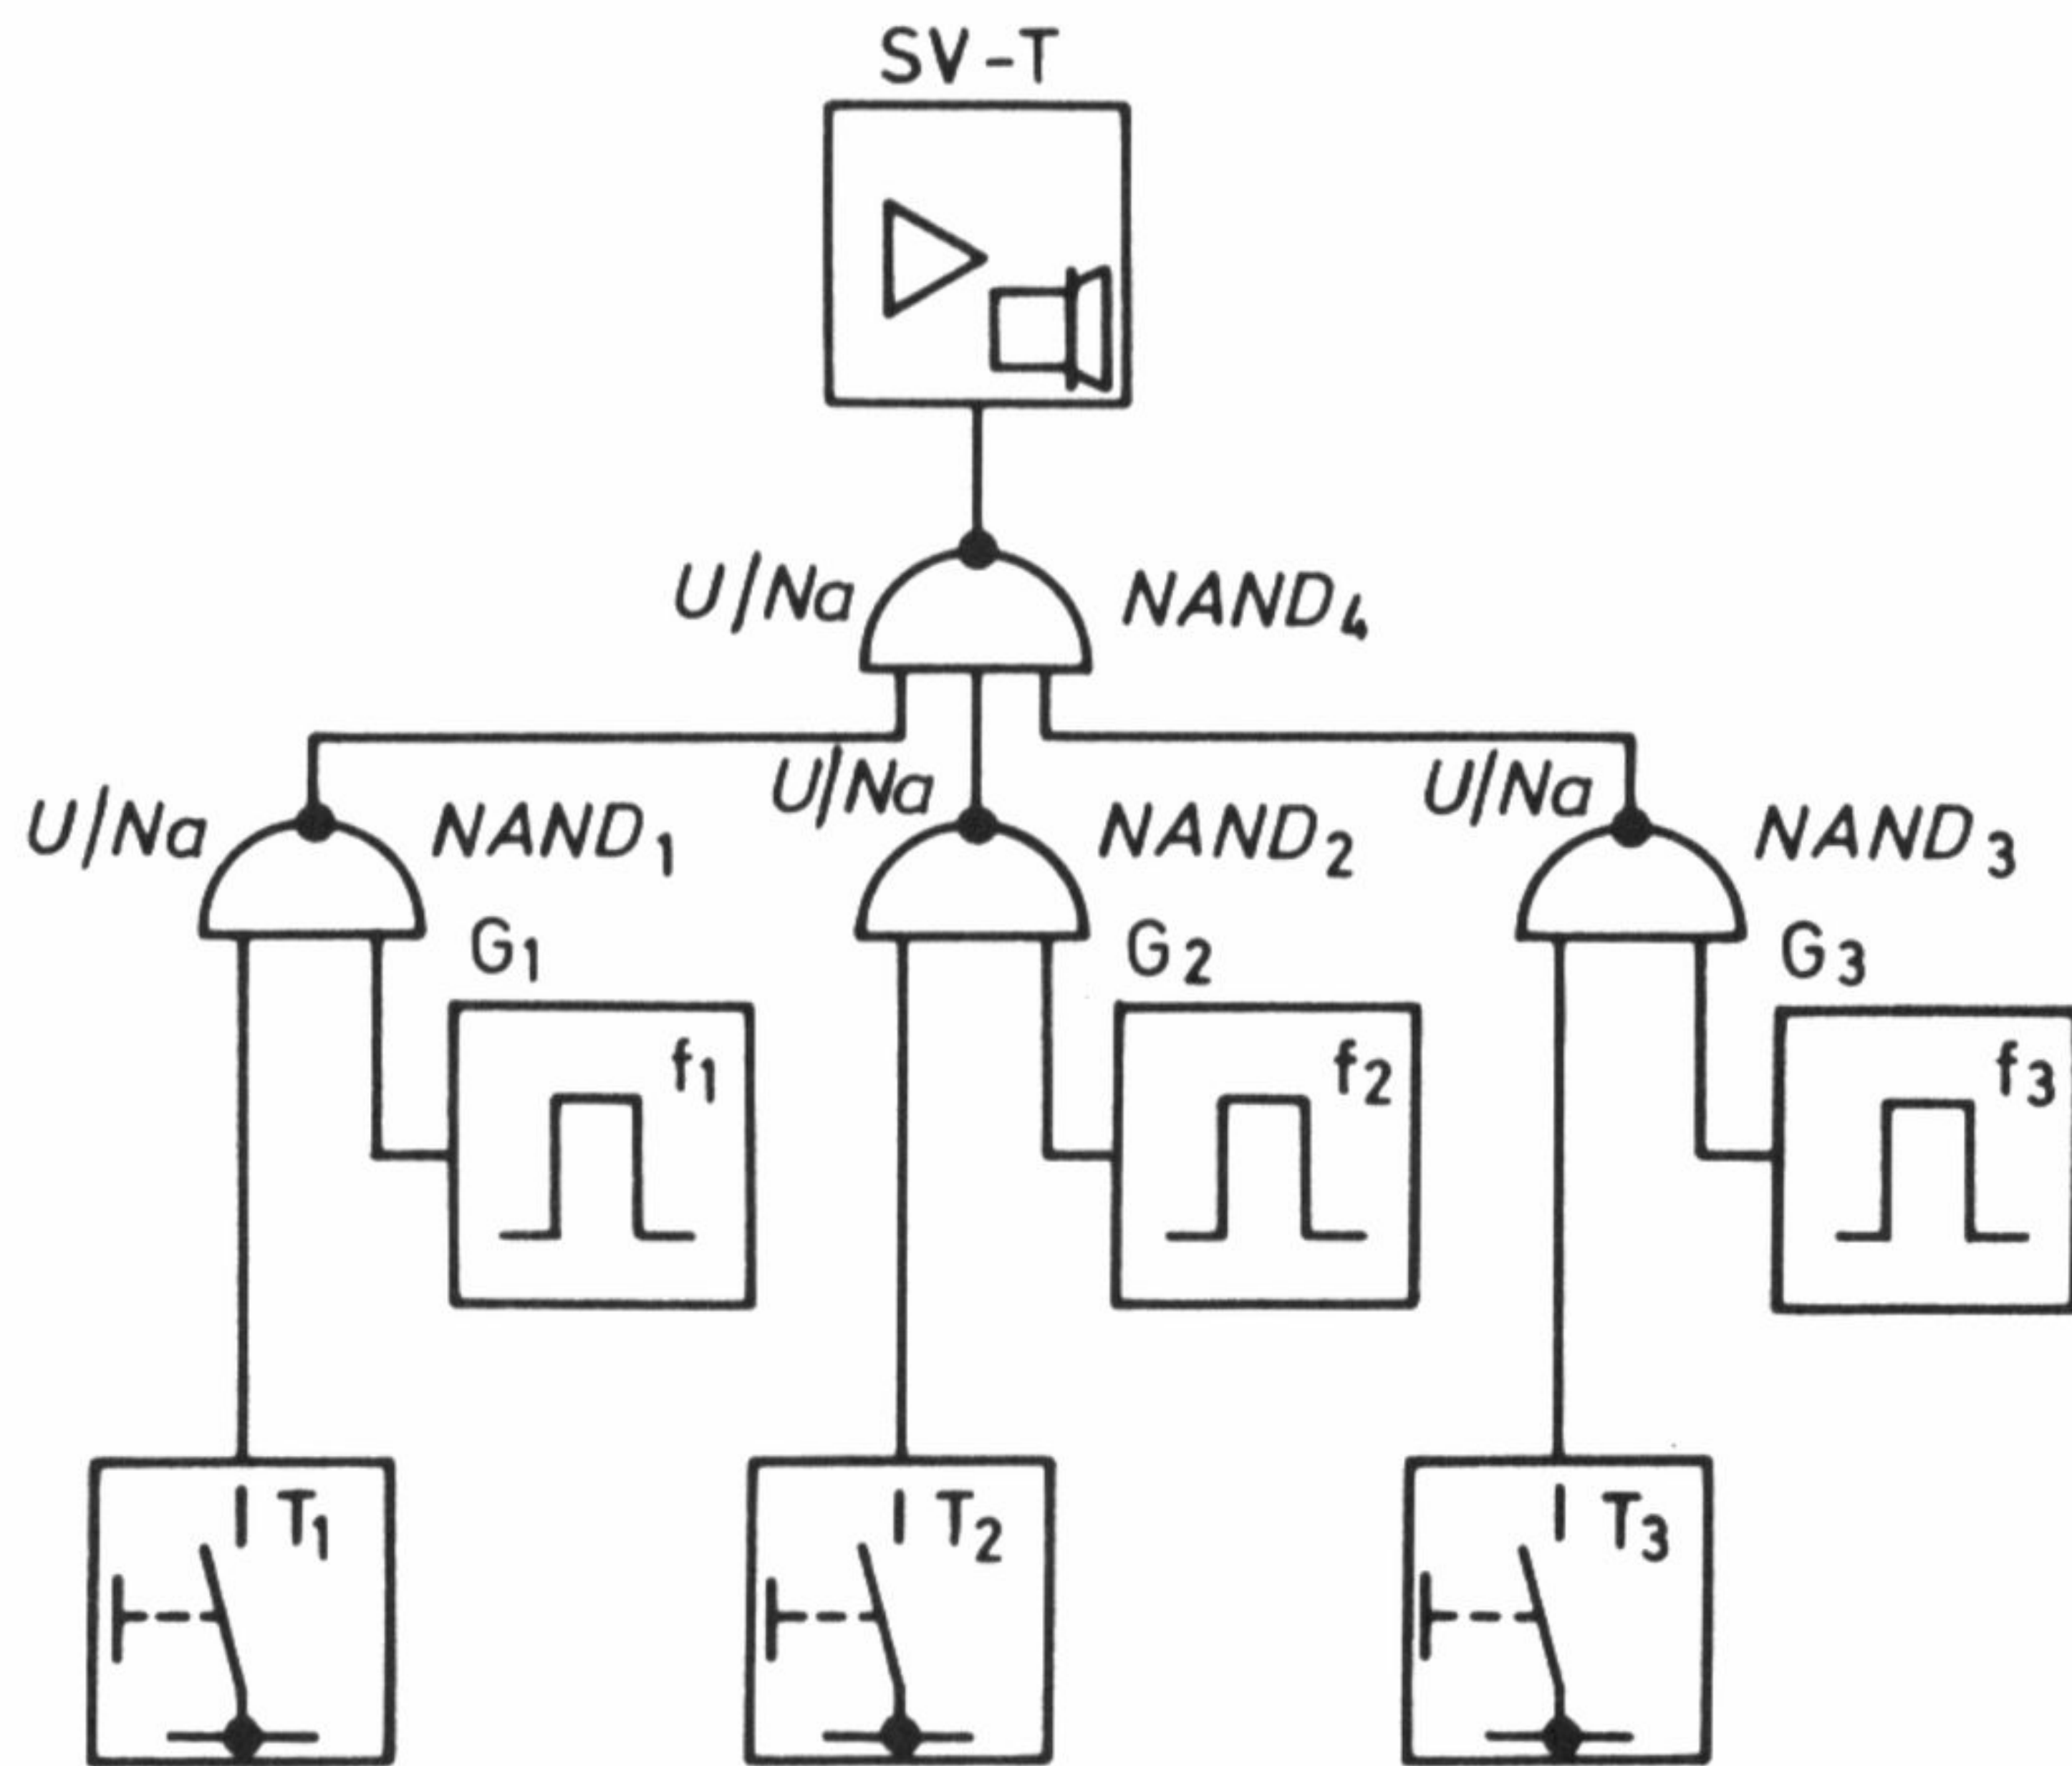 SV-T
U/Na NAND4
U/Na NAND1 U/Na NAND2 U/Na NAND3
G1 G2 G3
f1 f2 f3
T1 T2 T3